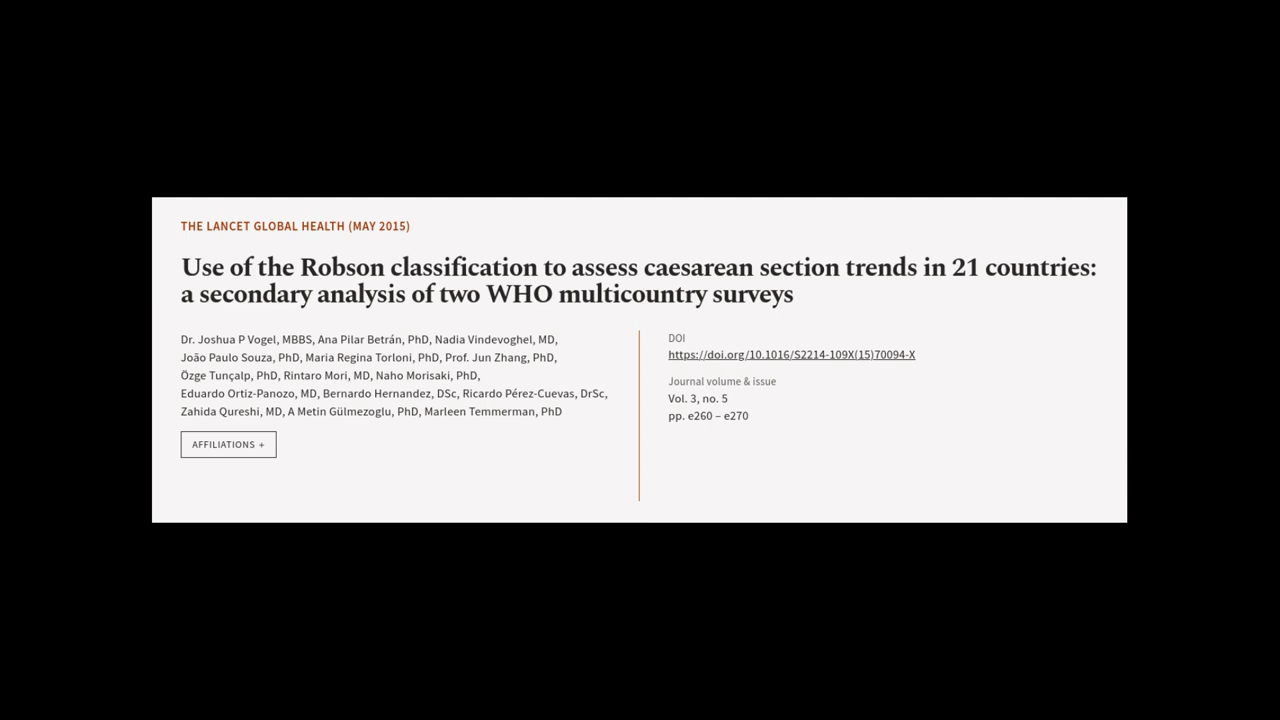 THE LANCET GLOBAL HEALTH (MAY 2015)
Use of the Robson classification to assess caesarean section trends in 21 countries:
a secondary analysis of two WHO multicountry surveys
Dr. Joshua P Vogel, MBBS, Ana Pilar Betrán, PhD, Nadia Vindevoghel, MD,
João Paulo Souza, PhD, Maria Regina Torloni, PhD, Prof. Jun Zhang, PhD,
Özge Tunçalp, PhD, Rintaro Mori, MD, Naho Morisaki, PhD,
Eduardo Ortiz-Panozo, MD, Bernardo Hernandez, DSc, Ricardo Pérez-Cuevas, DrSc,
Zahida Qureshi, MD, A Metin Gülmezoglu, PhD, Marleen Temmerman, PhD
AFFILIATIONS +
DOI
https://doi.org/10.1016/S2214-109X(15)70094-X
Journal volume & issue
Vol. 3, no. 5
pp. e260 – e270